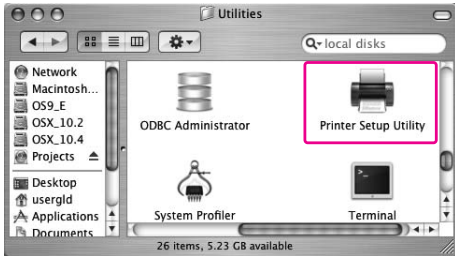 Utilities
local disks
Network
Macintosh...
OS9_E
OSX_10.2
OSX_10.4
Projects
Desktop
usergld
Applications
Documents
ODBC Administrator
Printer Setup Utility
System Profiler
Terminal
26 items, 5.23 GB available